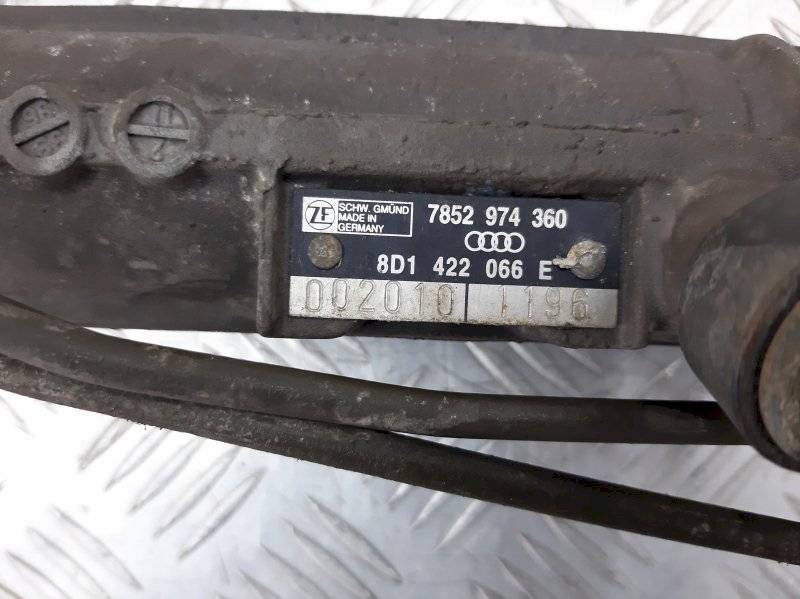 ZF
SCHW. GMÜND
MADE IN
GERMANY
7852 974 360
8D1 422 066 E
002010 1196